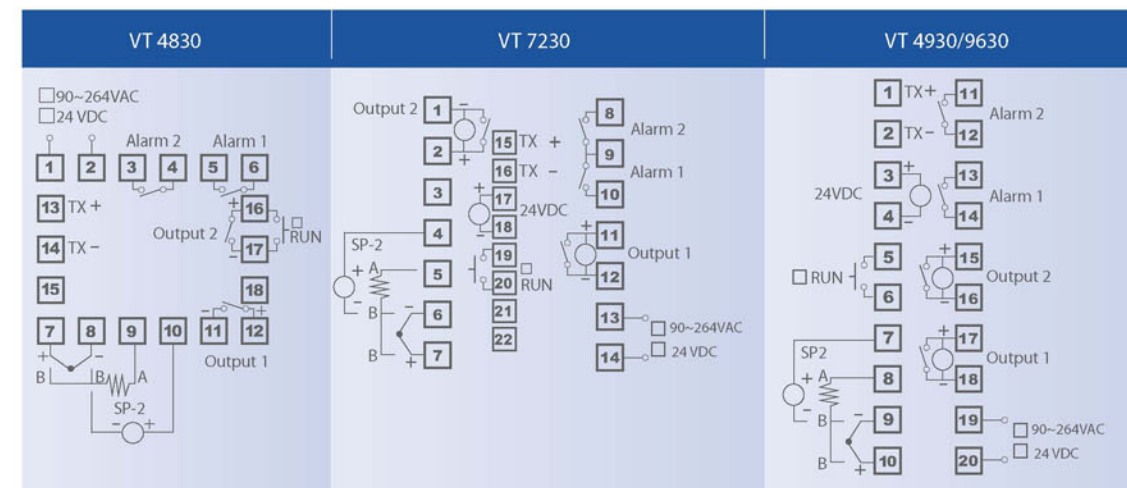 VT 4830
VT 7230
VT 4930/9630
90~264VAC
24 VDC
Alarm 2 Alarm 1
1 2 3 4 5 6
13 TX +
+ 16
14 TX −
Output 2
RUN
− 17
15
18
7 8 9 10 − 11 12 +
+ −
Output 1
B B A
SP-2
− +
Output 2 1 −
2 +
3
4
SP-2
+ A
5
− B − 6
B + 7
15 TX +
16 TX −
+ 17
24VDC
− 18
19
20 RUN
21
22
8
Alarm 2
9
Alarm 1
10
+ 11
Output 1
− 12
13
90~264VAC
14 24 VDC
1 TX+ 11
Alarm 2
2 TX− 12
3 + 13
24VDC
Alarm 1
4 − 14
5 + 15
RUN
Output 2
6 − 16
7 + 17
SP2
Output 1
+ A 8 − 18
− B − 9 19
90~264VAC
B + 10 20 24 VDC